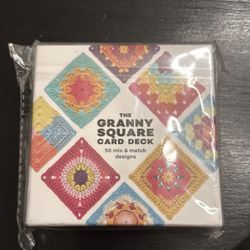 THE
GRANNY
SQUARE
CARD DECK
50 mix & match
designs